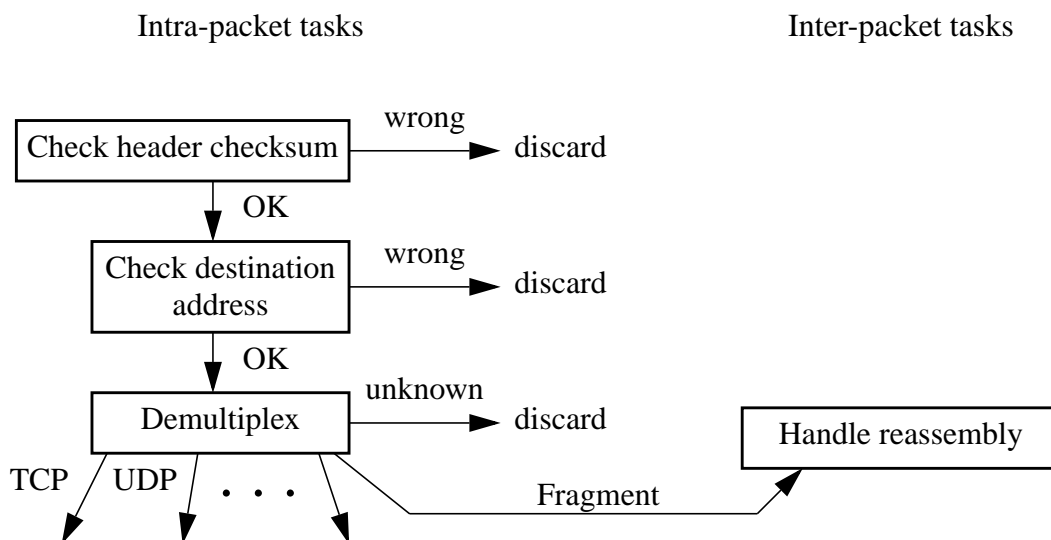 Intra-packet tasks
Inter-packet tasks
wrong
Check header checksum
discard
OK
Check destination
address
wrong
discard
OK
unknown
Demultiplex
discard
Handle reassembly
TCP
UDP
. . .
Fragment